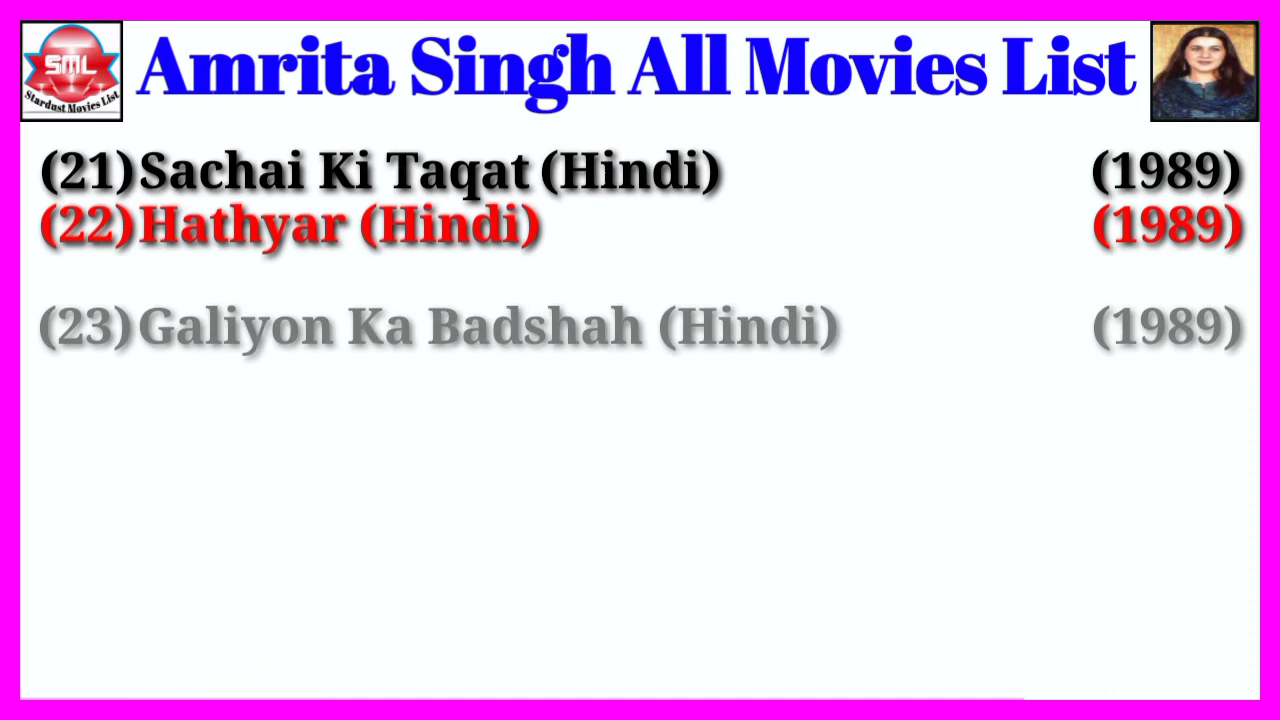 SML
Stardust Movies List
Amrita Singh All Movies List
(21) Sachai Ki Taqat (Hindi) (1989)
(22) Hathyar (Hindi) (1989)
(23) Galiyon Ka Badshah (Hindi) (1989)